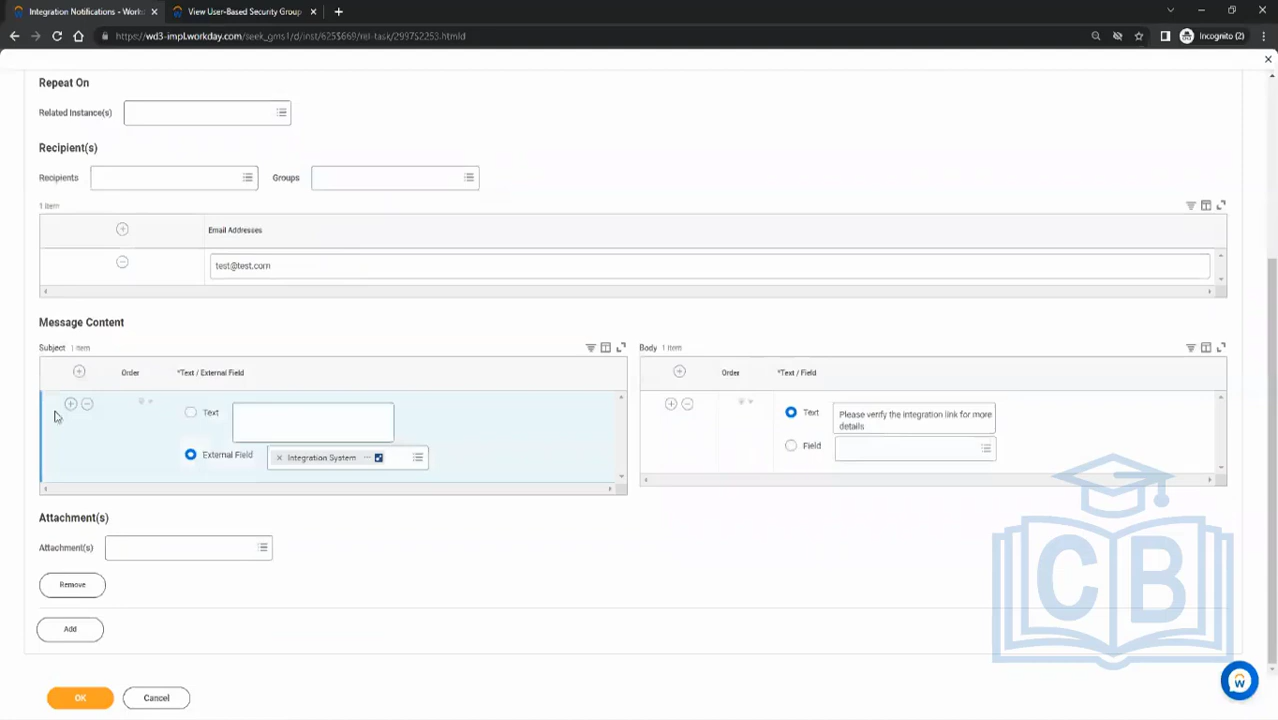 Integration Notifications - Work
View User-Based Security Group
https://wd3-impl.workday.com/seek_gms1/d/inst/6255669/rel-task/2997$2253.htmld
Incognito (2)
Repeat On
Related Instance(s)
Recipient(s)
Recipients
Groups
1 item
Email Addresses
test@test.com
Message Content
Subject 1 item
Order
*Text / External Field
Text
External Field
Integration System
Body 1 item
Order
*Text / Field
Text
Please verify the integration link for more
details
Field
Attachment(s)
Attachment(s)
Remove
Add
OK
Cancel
CB
W